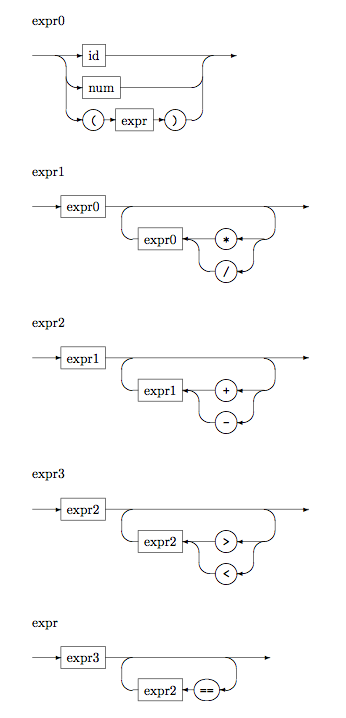 expr0
id
num
( expr )
expr1
expr0
expr0 *
/
expr2
expr1
expr1 +
-
expr3
expr2
expr2 >
<
expr
expr3
expr2 ==